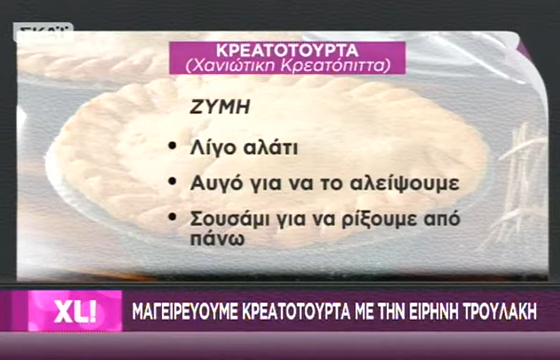 ΣΚΑΪ
ΚΡΕΑΤΟΤΟΥΡΤΑ
(Χανιώτικη Κρεατόπιττα)
ΖΥΜΗ
• Λίγο αλάτι
• Αυγό για να το αλείψουμε
• Σουσάμι για να ρίξουμε από
πάνω
XL!
ΜΑΓΕΙΡΕΥΟΥΜΕ ΚΡΕΑΤΟΤΟΥΡΤΑ ΜΕ ΤΗΝ ΕΙΡΗΝΗ ΤΡΟΥΛΑΚΗ